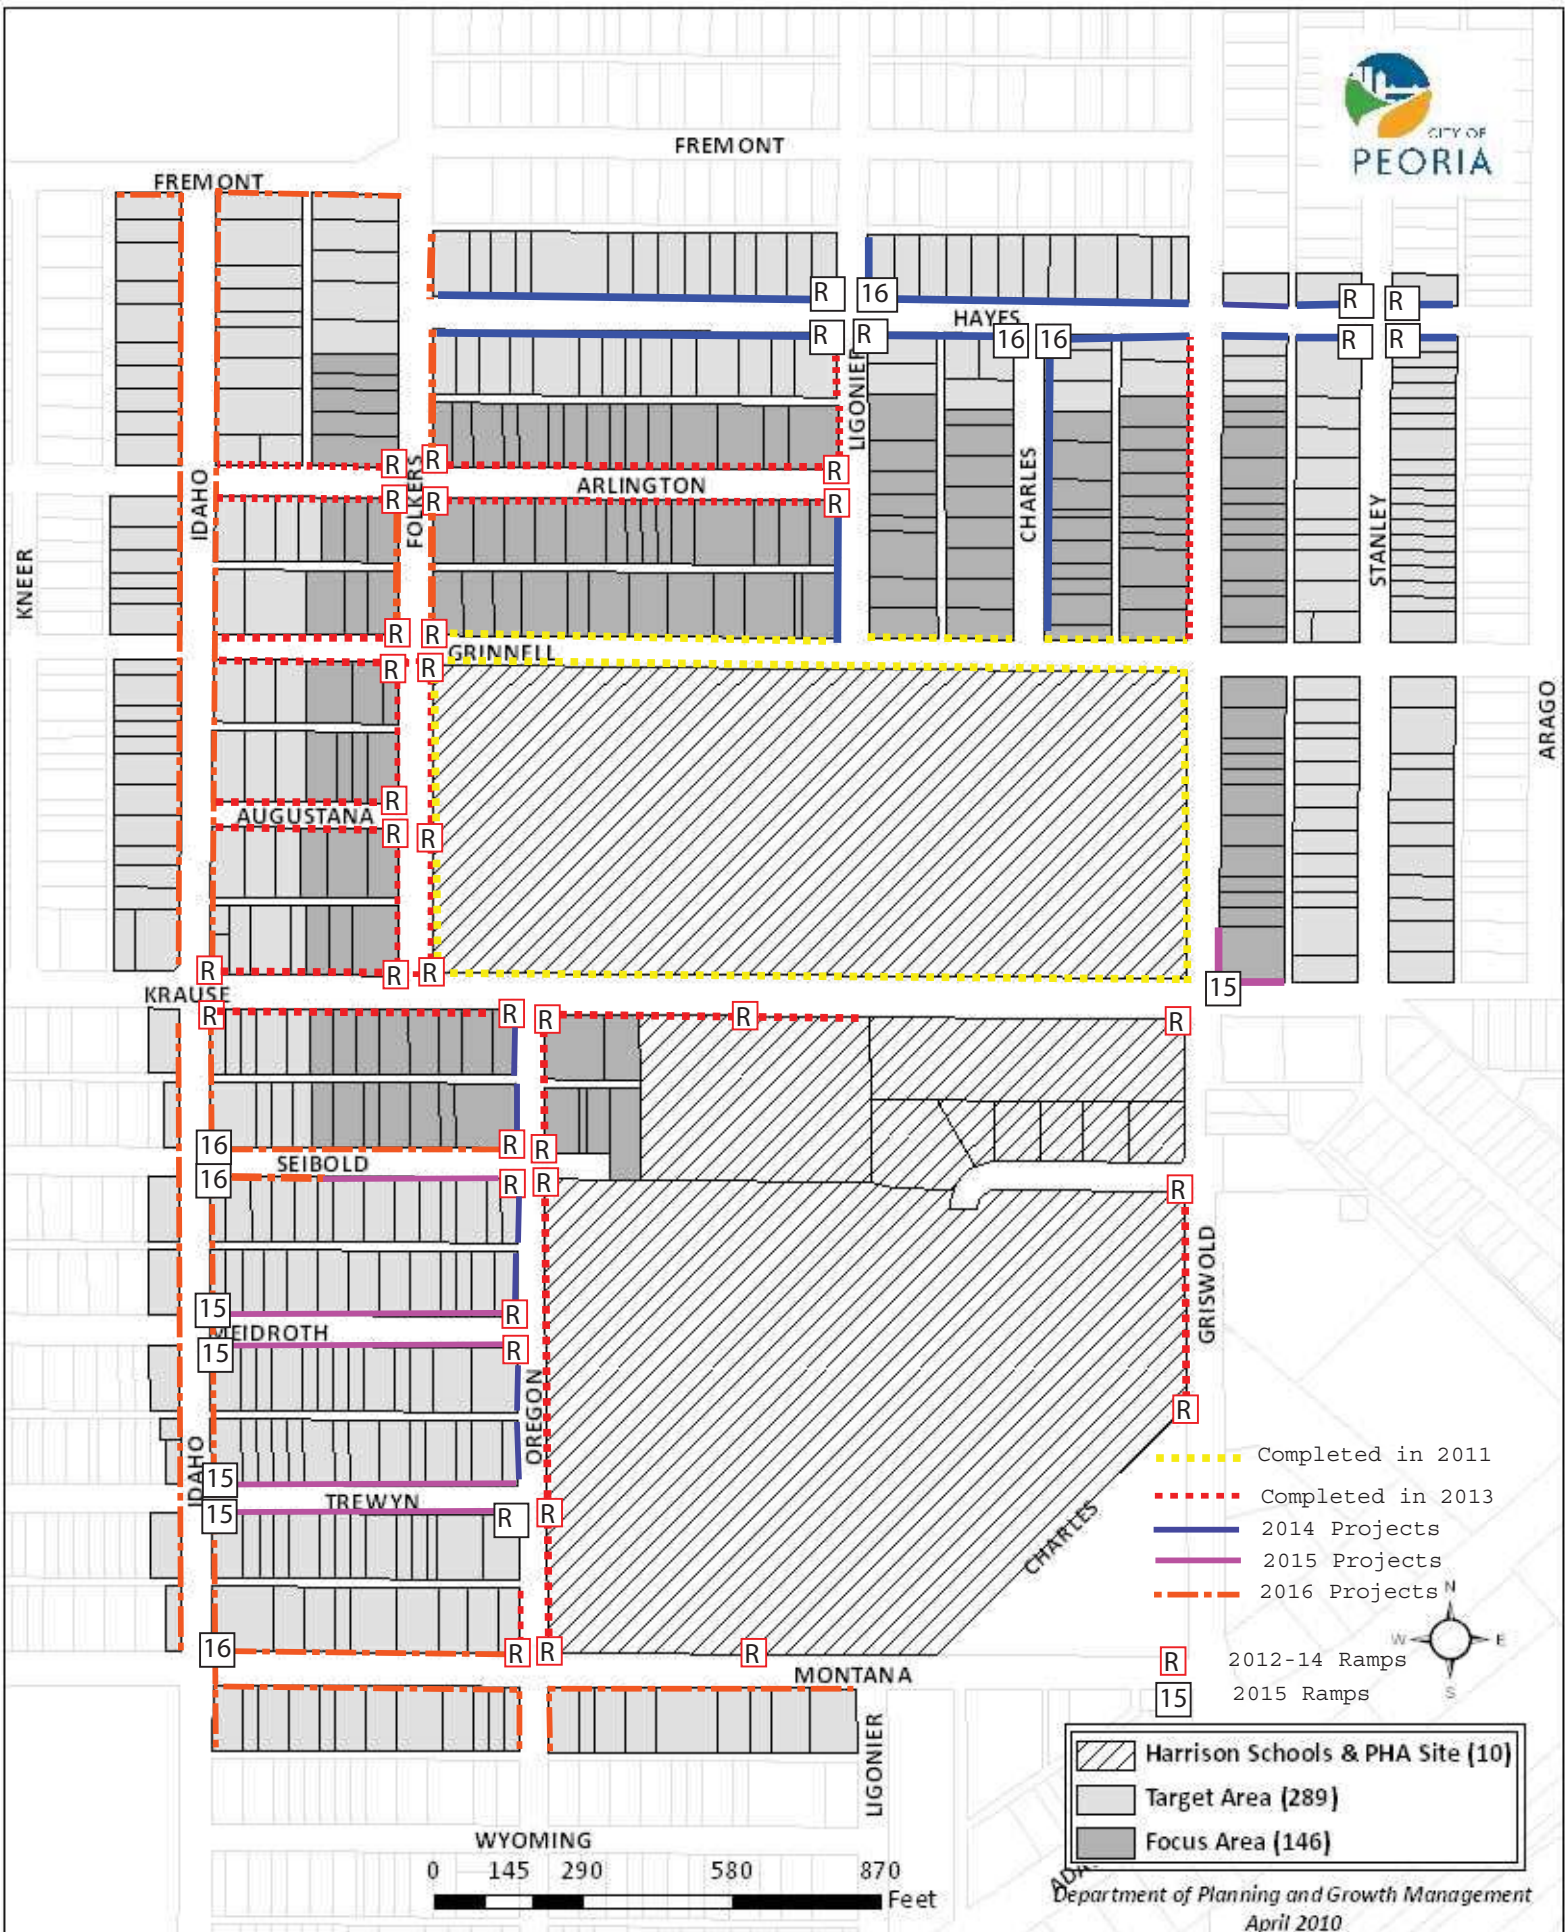 CITY OF
PEORIA
FREMONT
FREMONT
R
16
R
R
HAYES
R
R
16
16
R
R
LIGONIER
CHARLES
STANLEY
IDAHO
FOLKERS
KNEER
R
R
R
ARLINGTON
R
R
R
R
R
GRINNELL
R
R
ARAGO
R
AUGUSTANA
R
R
R
R
R
KRAUSE
15
R
R
R
R
R
16
R
R
SEIBOLD
16
R
R
R
GRISWOLD
15
R
MEIDROTH
15
R
OREGON
R
IDAHO
15
TREWYN
15
R
R
CHARLES
16
R
R
R
MONTANA
LIGONIER
WYOMING
Completed in 2011
Completed in 2013
2014 Projects
2015 Projects
2016 Projects
N
W
E
S
R
2012-14 Ramps
15
2015 Ramps
Harrison Schools & PHA Site (10)
Target Area (289)
Focus Area (146)
0 145 290 580 870
Feet
Department of Planning and Growth Management
April 2010